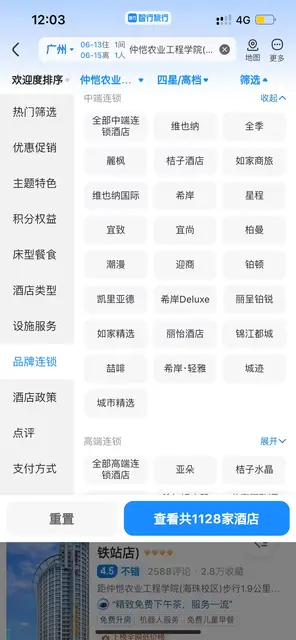 12:03
智行旅行
4G
广州
06-13住 1间
06-15离 1人
仲恺农业工程学院(...
地图
更多
欢迎度排序
仲恺农业...
四星/高档
筛选
热门筛选
优惠促销
主题特色
积分权益
床型餐食
酒店类型
设施服务
品牌连锁
酒店政策
点评
支付方式
中端连锁 收起
全部中端连锁酒店 维也纳 全季
麗枫 桔子酒店 如家商旅
维也纳国际 希岸 星程
宜致 宜尚 柏曼
潮漫 迎商 铂顿
凯里亚德 希岸Deluxe 丽呈铂锐
如家精选 丽怡酒店 锦江都城
喆啡 希岸·轻雅 城迹
城市精选
高端连锁 展开
全部高端连锁酒店 亚朵 桔子水晶
重置
查看共1128家酒店
铁站店)
4.5 不错 2588评论 · 2.8万收藏
距仲恺农业工程学院(海珠校区)步行1.9公里...
“精致免费下午茶，服务一流”
免费升房 机器人服务 免费儿童早餐